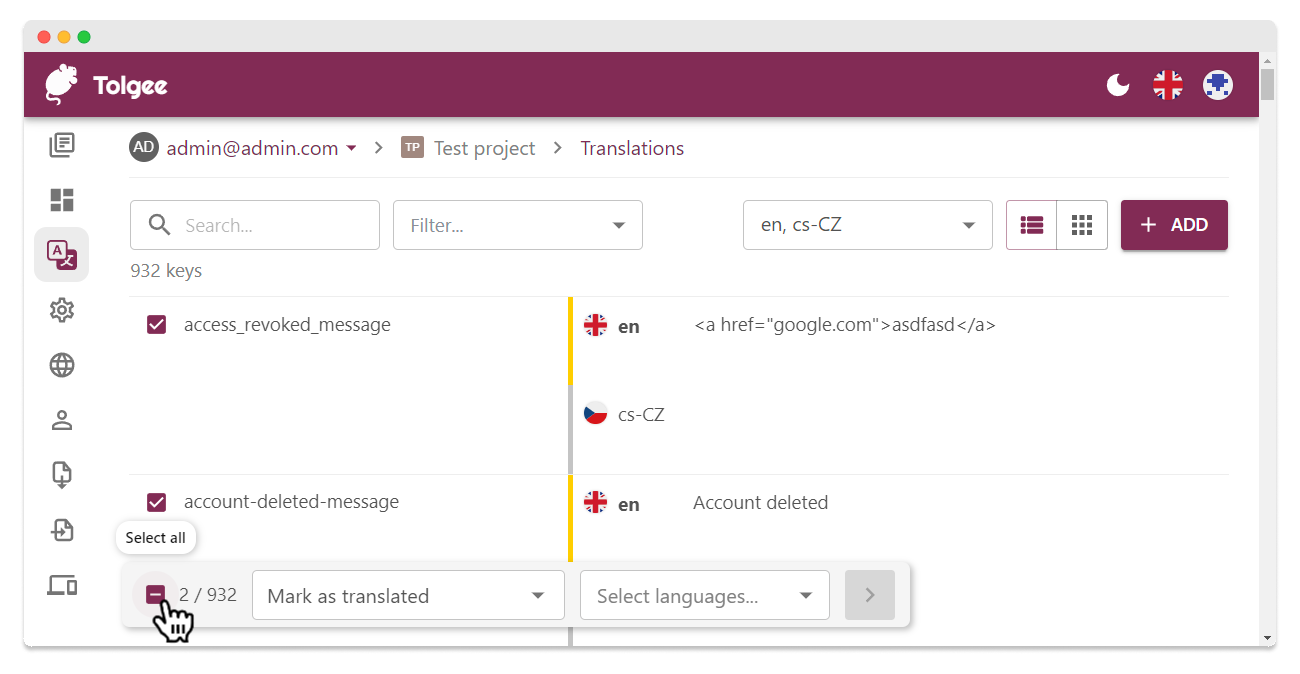 Tolgee
AD admin@admin.com TP Test project Translations
Search... Filter... en, cs-CZ + ADD
932 keys
access_revoked_message en <a href="google.com">asdfasd</a>
cs-CZ
account-deleted-message en Account deleted
Select all
2 / 932 Mark as translated Select languages...